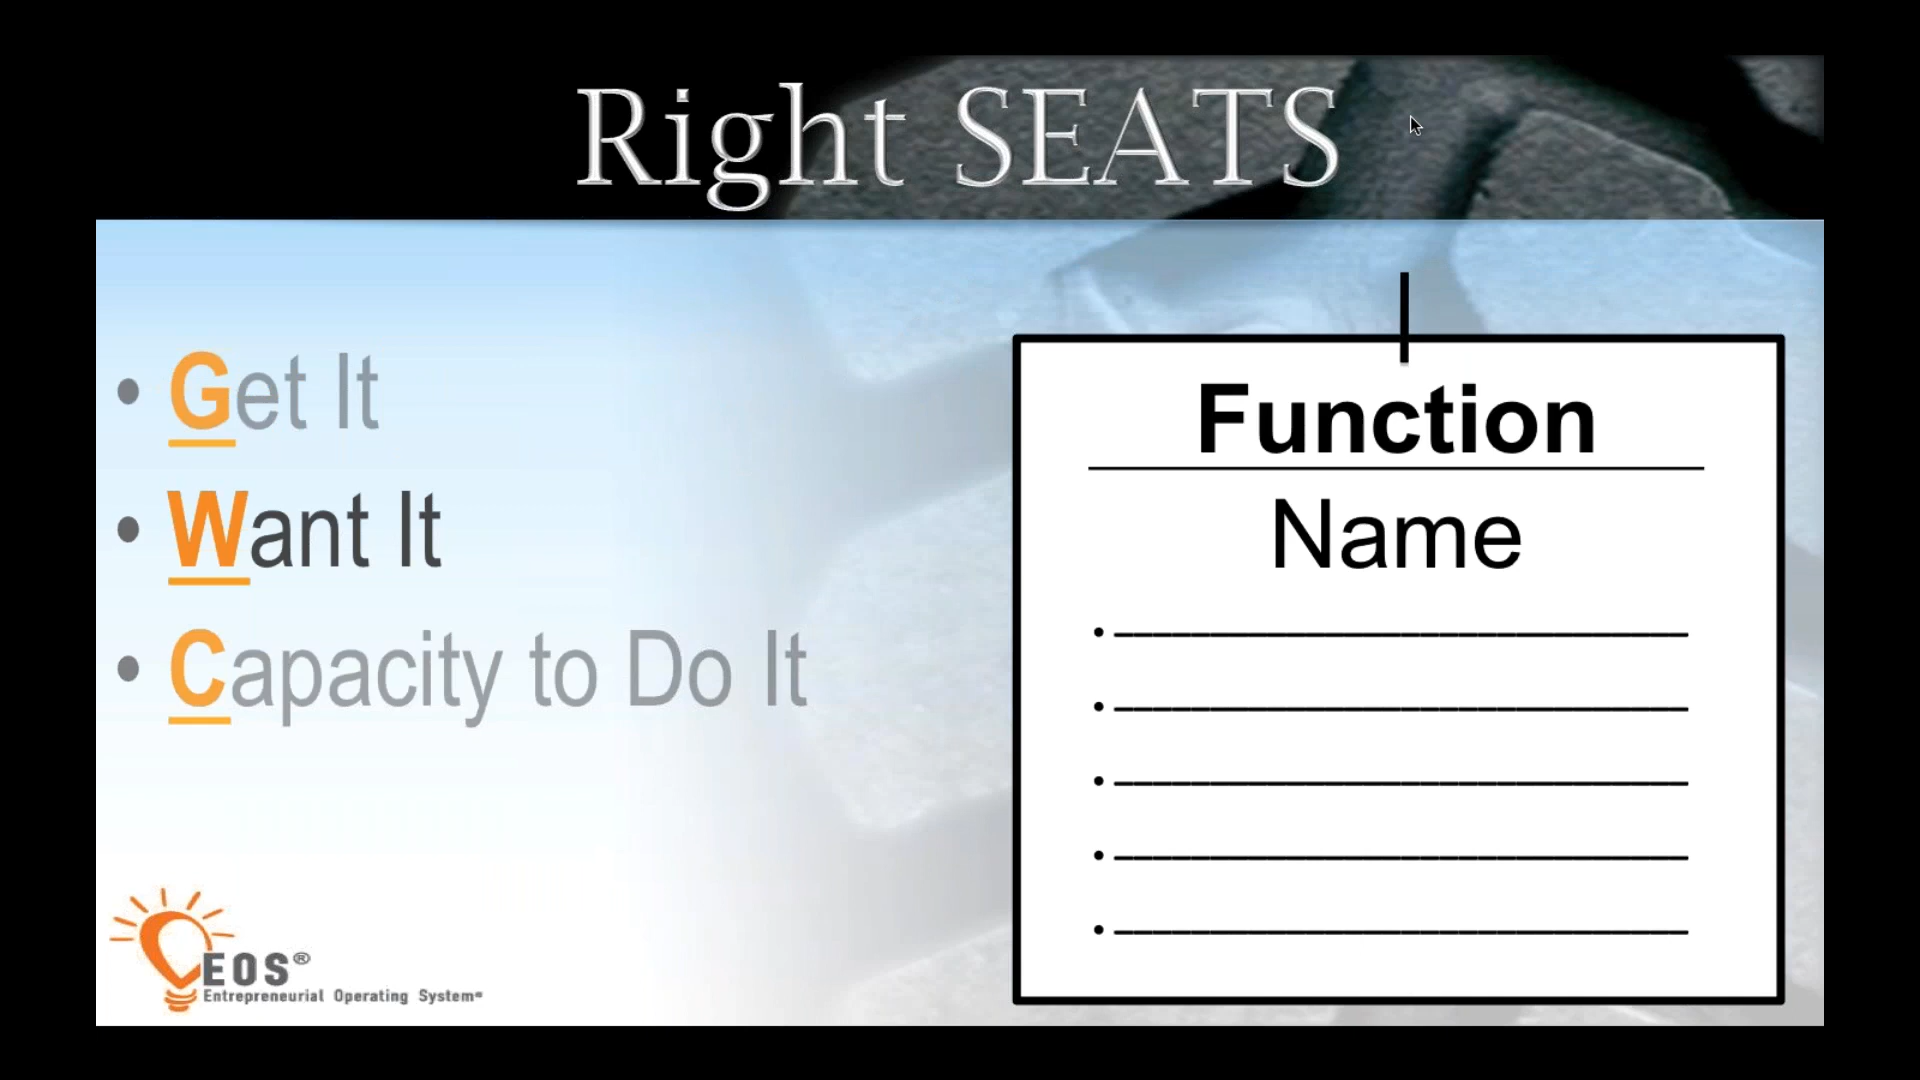 Right SEATS
• Get It
• Want It
• Capacity to Do It
Function
Name
EOS®
Entrepreneurial Operating System